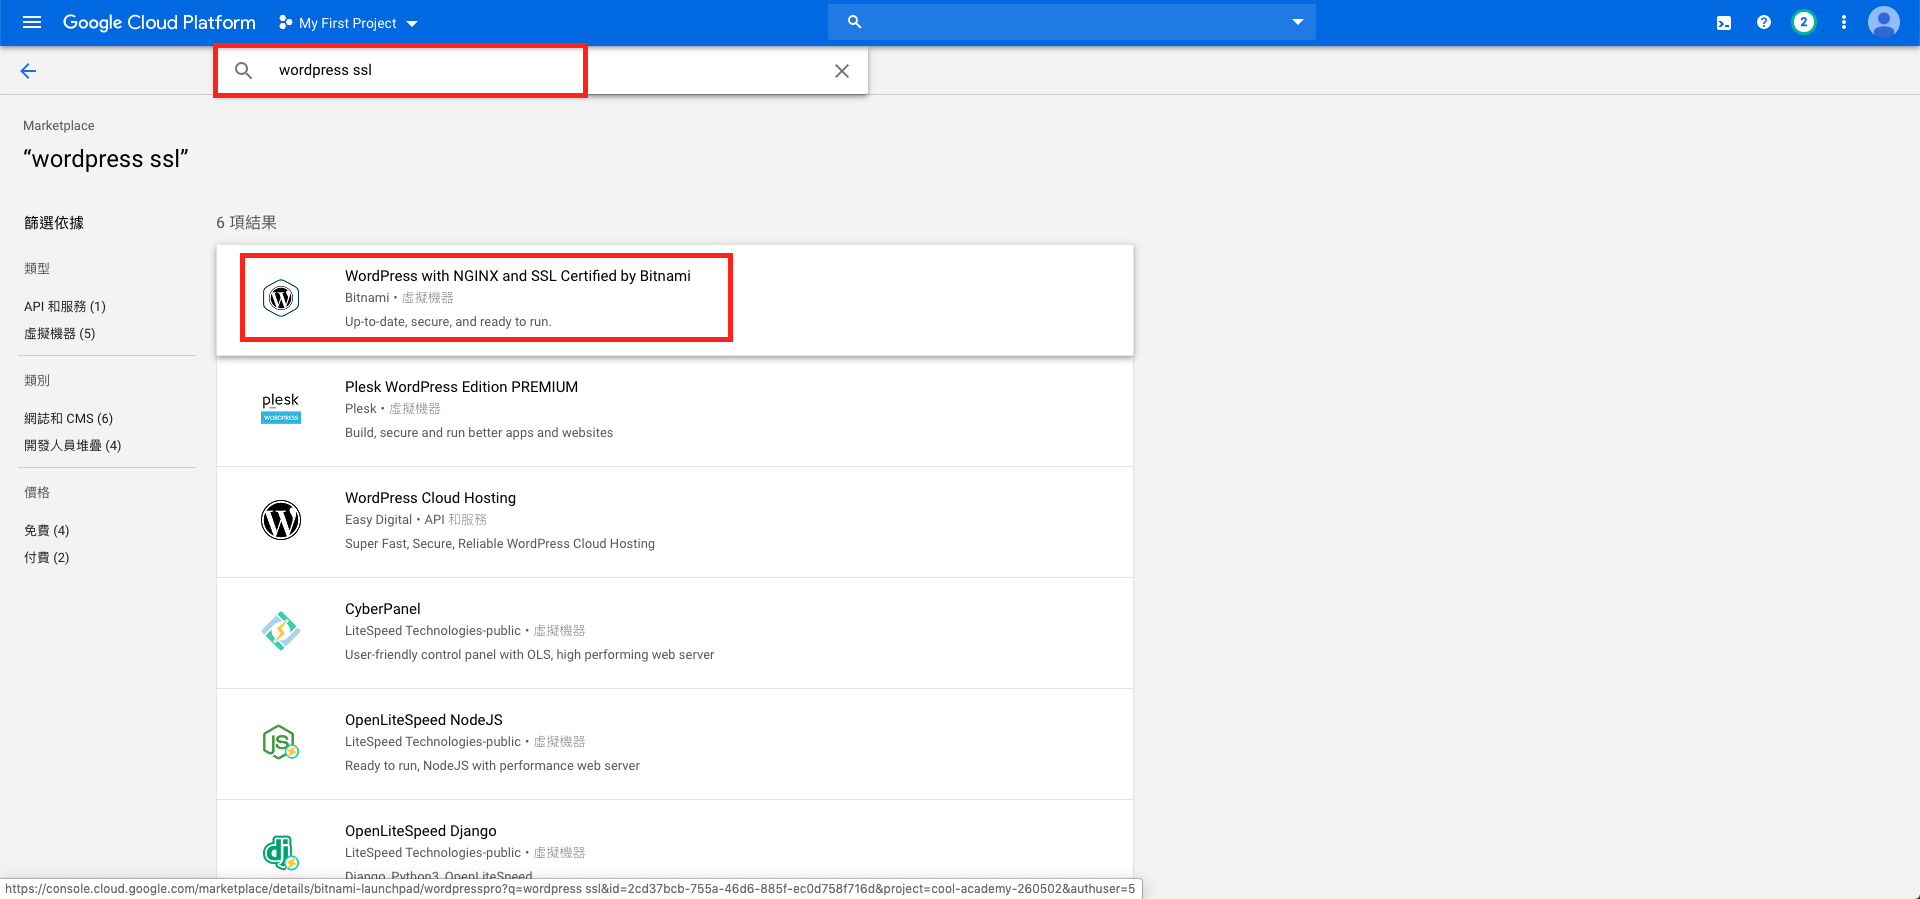 Google Cloud Platform
My First Project
2
wordpress ssl
Marketplace
“wordpress ssl”
篩選依據
類型
API 和服務 (1)
虛擬機器 (5)
類別
網誌和 CMS (6)
開發人員堆疊 (4)
價格
免費 (4)
付費 (2)
6 項結果
WordPress with NGINX and SSL Certified by Bitnami
Bitnami • 虛擬機器
Up-to-date, secure, and ready to run.
plesk
WORDPRESS
Plesk WordPress Edition PREMIUM
Plesk • 虛擬機器
Build, secure and run better apps and websites
WordPress Cloud Hosting
Easy Digital • API 和服務
Super Fast, Secure, Reliable WordPress Cloud Hosting
CyberPanel
LiteSpeed Technologies-public • 虛擬機器
User-friendly control panel with OLS, high performing web server
JS
OpenLiteSpeed NodeJS
LiteSpeed Technologies-public • 虛擬機器
Ready to run, NodeJS with performance web server
dj
OpenLiteSpeed Django
LiteSpeed Technologies-public • 虛擬機器
Django, Python3, OpenLiteSpeed
https://console.cloud.google.com/marketplace/details/bitnami-launchpad/wordpresspro?q=wordpress ssl&id=2cd37bcb-755a-46d6-885f-ec0d758f716d&project=cool-academy-260502&authuser=5